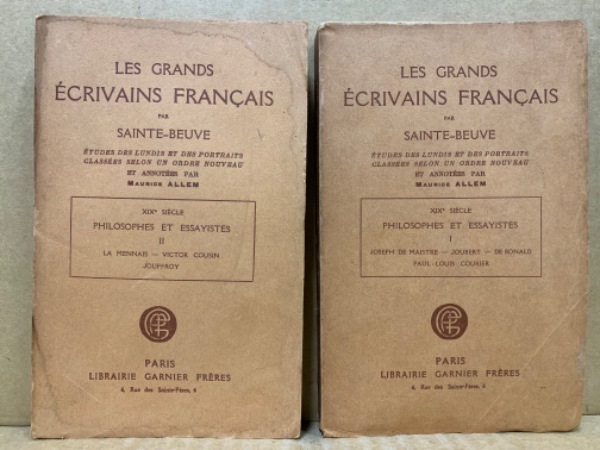 LES GRANDS
ÉCRIVAINS FRANÇAIS
PAR
SAINTE-BEUVE
ÉTUDES DES LUNDIS ET DES PORTRAITS
CLASSÉES SELON UN ORDRE NOUVEAU
ET ANNOTÉES PAR
MAURICE ALLEM
XIXe SIÈCLE
PHILOSOPHES ET ESSAYISTES
II
LA MENNAIS — VICTOR COUSIN
JOUFFROY
PARIS
LIBRAIRIE GARNIER FRÈRES
6, Rue des Saints-Pères, 6
LES GRANDS
ÉCRIVAINS FRANÇAIS
PAR
SAINTE-BEUVE
ÉTUDES DES LUNDIS ET DES PORTRAITS
CLASSÉES SELON UN ORDRE NOUVEAU
ET ANNOTÉES PAR
MAURICE ALLEM
XIXe SIÈCLE
PHILOSOPHES ET ESSAYISTES
I
JOSEPH DE MAISTRE — JOUBERT — DE BONALD
PAUL-LOUIS COURIER
PARIS
LIBRAIRIE GARNIER FRÈRES
6, Rue des Saints-Pères, 6